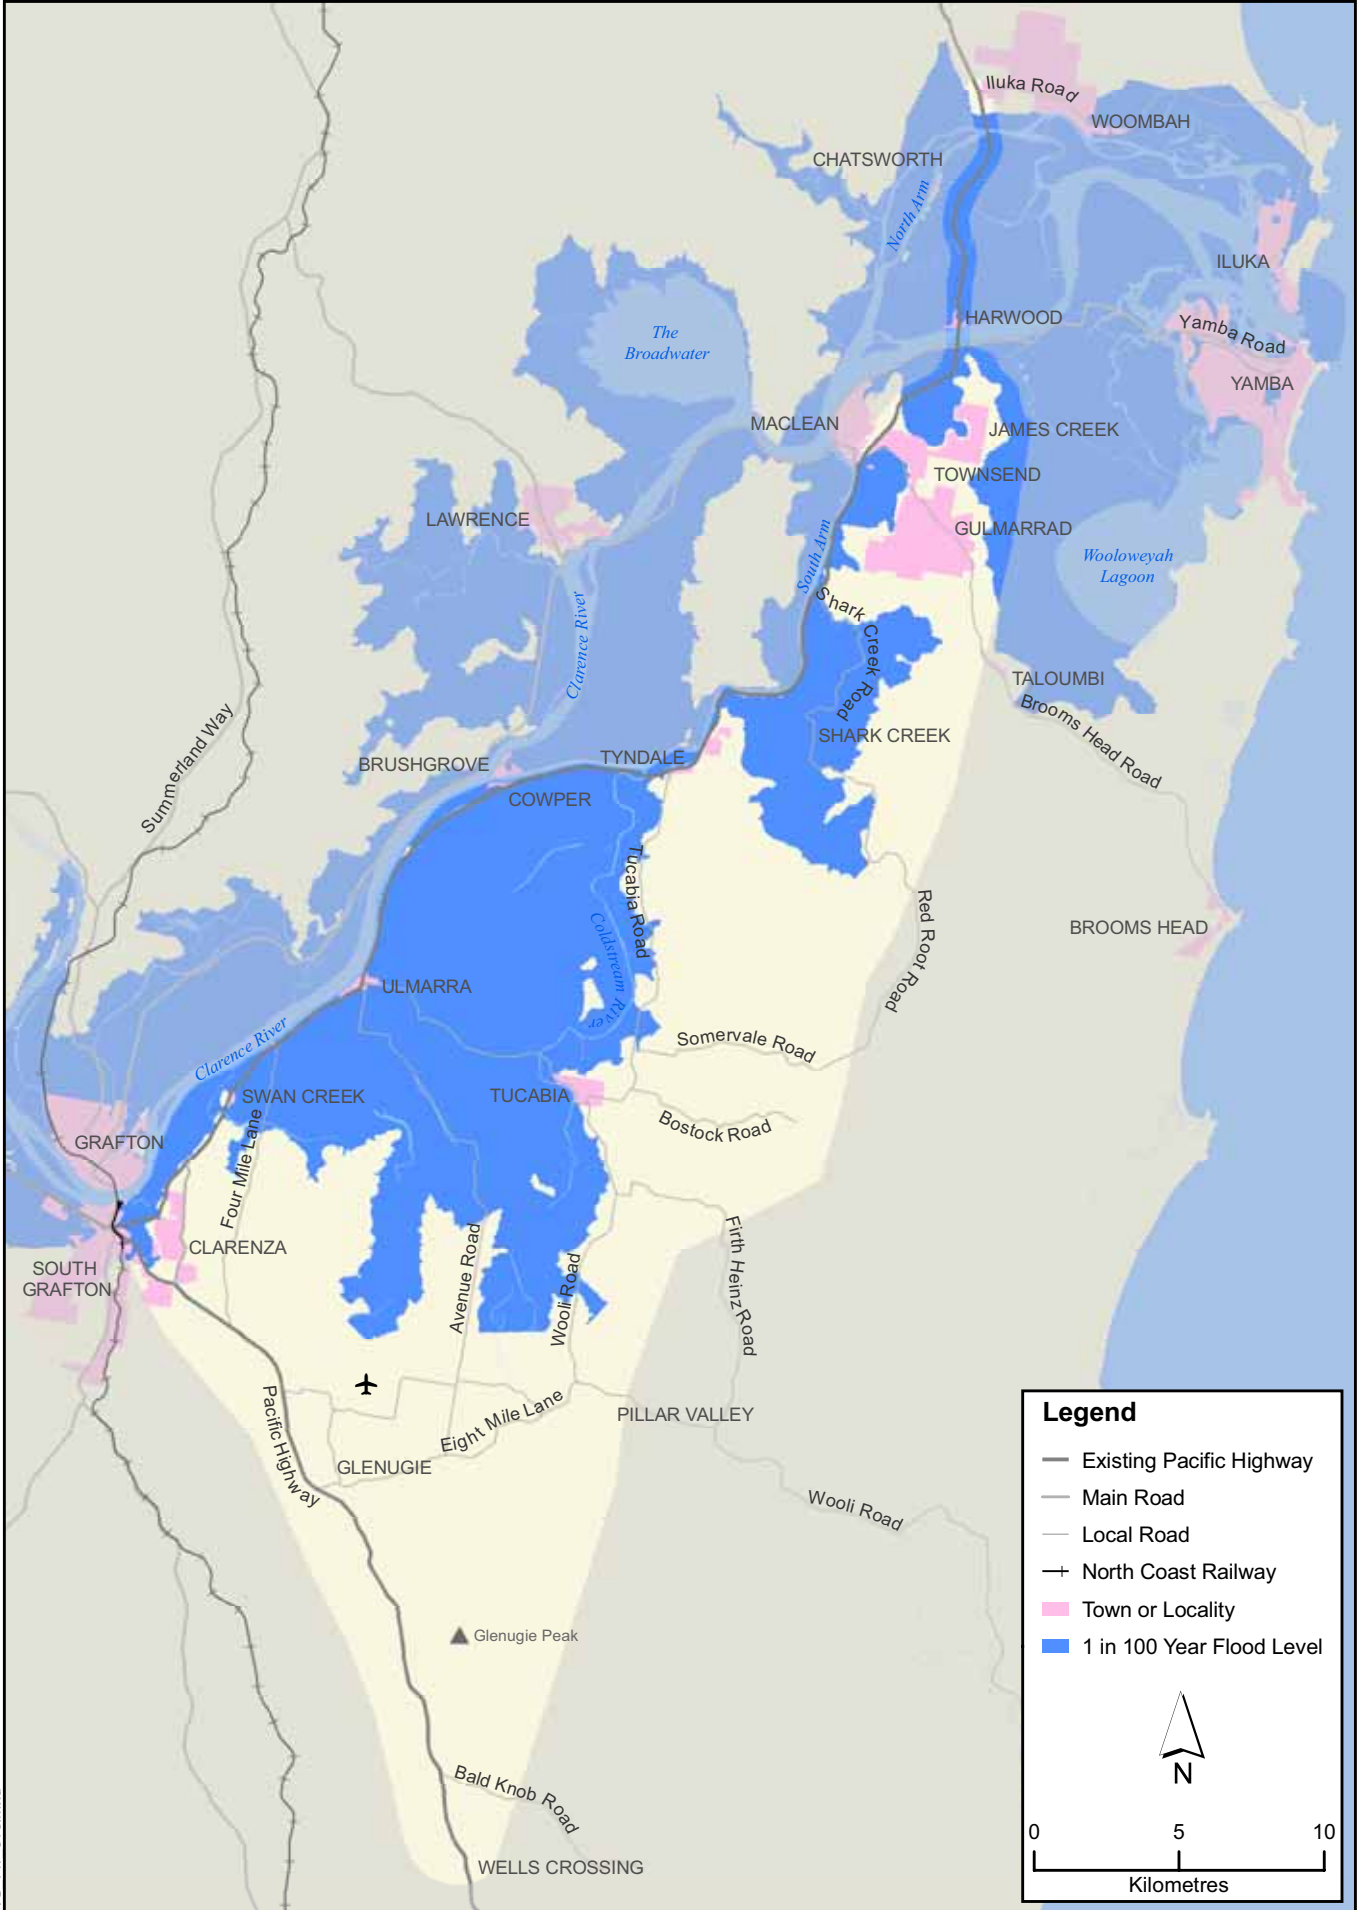 Iluka Road
WOOMBAH
CHATSWORTH
North Arm
ILUKA
HARWOOD
Yamba Road
The
Broadwater
YAMBA
MACLEAN
JAMES CREEK
TOWNSEND
LAWRENCE
GULMARRAD
South Arm
Wooloweyah
Lagoon
Shark Creek Road
Clarence River
TALOUMBI
Brooms Head Road
Summerland Way
SHARK CREEK
BRUSHGROVE
TYNDALE
COWPER
Tucabia Road
Red Root Road
BROOMS HEAD
Coldstream River
ULMARRA
Clarence River
Somervale Road
SWAN CREEK
TUCABIA
Bostock Road
GRAFTON
Four Mile Lane
CLARENZA
Firth Heinz Road
Avenue Road
Wooli Road
SOUTH
GRAFTON
Pacific Highway
Eight Mile Lane
PILLAR VALLEY
GLENUGIE
Wooli Road
Glenugie Peak
Bald Knob Road
WELLS CROSSING
Legend
Existing Pacific Highway
Main Road
Local Road
North Coast Railway
Town or Locality
1 in 100 Year Flood Level
N
0 5 10
Kilometres